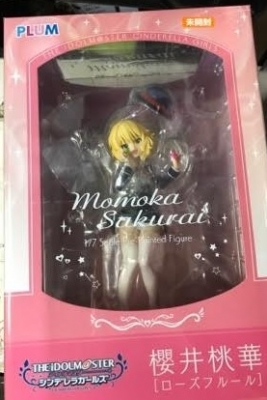 PLUM
未開封
THE IDOLM@STER CINDERELLA GIRLS
Momoka
Sakurai
1/7 Scale Painted Figure
THE IDOLM@STER
シンデレラガールズ
櫻井桃華
[ローズフルール]